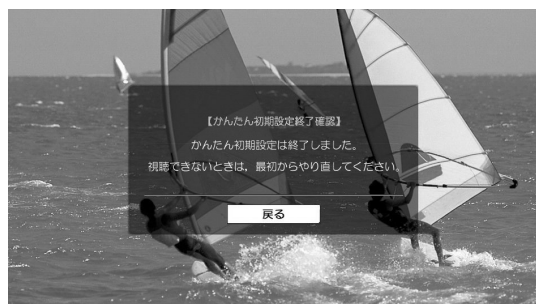 【かんたん初期設定終了確認】
かんたん初期設定は終了しました。
視聴できないときは，最初からやり直してください。
戻る